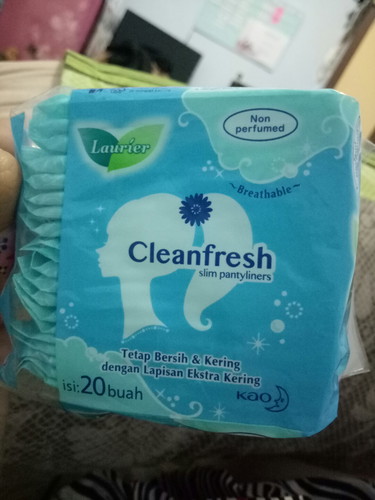 Laurier
Non
perfumed
~Breathable~
Cleanfresh
slim pantyliners
Tetap Bersih & Kering
dengan Lapisan Ekstra Kering
isi: 20 buah
Kao